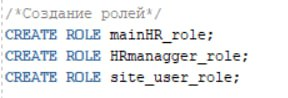 /*Создание ролей*/
CREATE ROLE mainHR_role;
CREATE ROLE HRmanagger_role;
CREATE ROLE site_user_role;